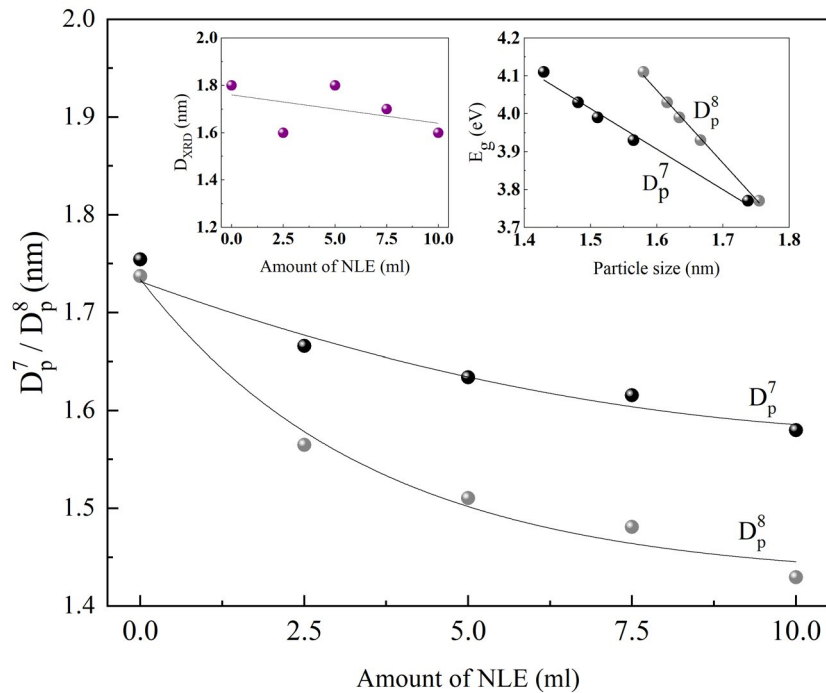 2.0
1.9
1.8
1.7
1.6
1.5
1.4
D_p^7 / D_p^8 (nm)
0.0 2.5 5.0 7.5 10.0
Amount of NLE (ml)
D_p^7
D_p^8
2.0
1.8
1.6
1.4
1.2
D_XRD (nm)
0.0 2.5 5.0 7.5 10.0
Amount of NLE (ml)
4.1
4.0
3.9
3.8
3.7
E_g (eV)
D_p^8
D_p^7
1.4 1.5 1.6 1.7 1.8
Particle size (nm)